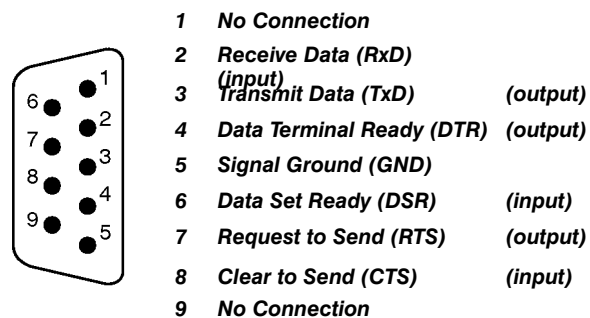 1 No Connection
2 Receive Data (RxD)
(input)
3 Transmit Data (TxD) (output)
4 Data Terminal Ready (DTR) (output)
5 Signal Ground (GND)
6 Data Set Ready (DSR) (input)
7 Request to Send (RTS) (output)
8 Clear to Send (CTS) (input)
9 No Connection
1
6
2
7
3
8
4
9
5